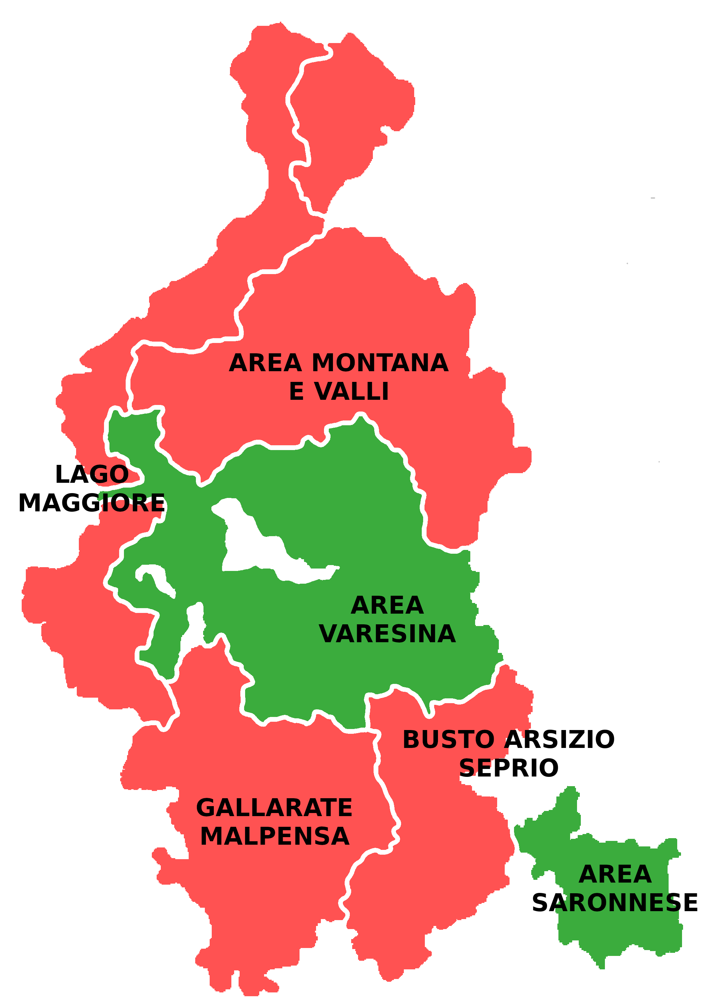 AREA MONTANA
E VALLI
LAGO
MAGGIORE
AREA
VARESINA
BUSTO ARSIZIO
SEPRIO
GALLARATE
MALPENSA
AREA
SARONNESE